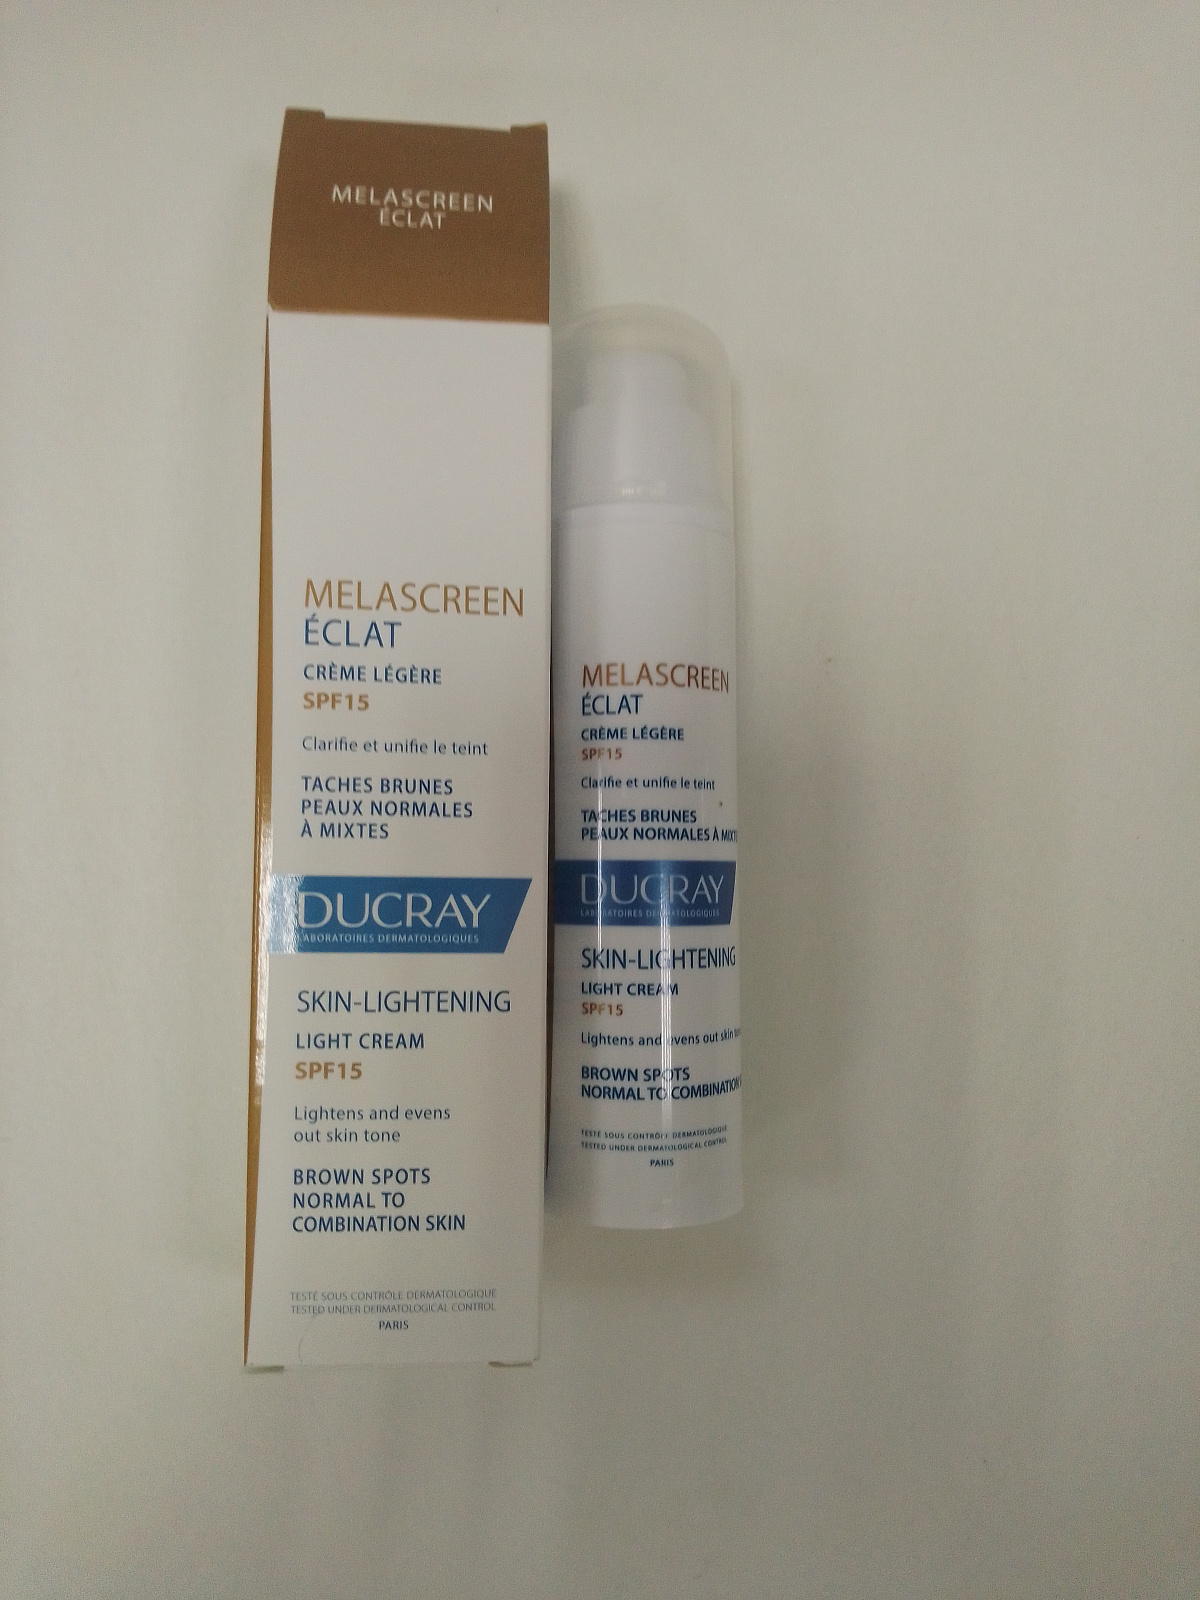 MELASCREEN
ÉCLAT
MELASCREEN
ÉCLAT
CRÈME LÉGÈRE
SPF15
Clarifie et unifie le teint
TACHES BRUNES
PEAUX NORMALES
À MIXTES
DUCRAY
LABORATOIRES DERMATOLOGIQUES
SKIN-LIGHTENING
LIGHT CREAM
SPF15
Lightens and evens
out skin tone
BROWN SPOTS
NORMAL TO
COMBINATION SKIN
TESTÉ SOUS CONTRÔLE DERMATOLOGIQUE
TESTED UNDER DERMATOLOGICAL CONTROL
PARIS
MELASCREEN
ÉCLAT
CRÈME LÉGÈRE
SPF15
Clarifie et unifie le teint
TACHES BRUNES
PEAUX NORMALES À MIXTE
DUCRAY
LABORATOIRES DERMATOLOGIQUES
SKIN-LIGHTENING
LIGHT CREAM
SPF15
Lightens and evens out skin ton
BROWN SPOTS
NORMAL TO COMBINATION
TESTÉ SOUS CONTRÔLE DERMATOLOGIQUE
TESTED UNDER DERMATOLOGICAL CONTROL
PARIS